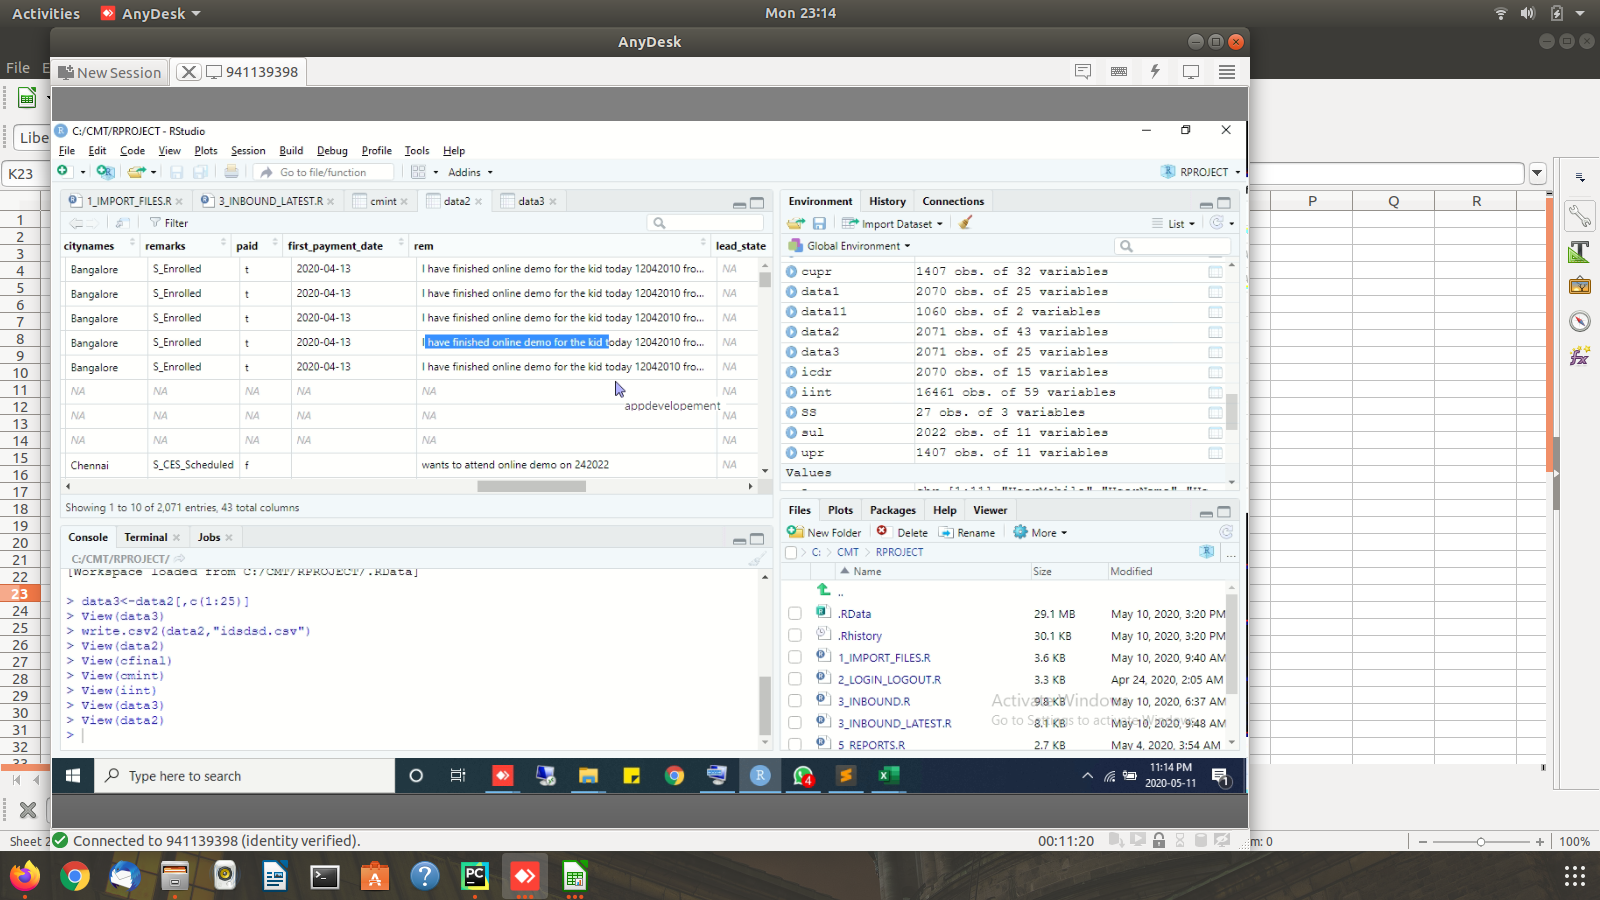 Activities AnyDesk Mon 23:14
AnyDesk
File E
New Session 941139398
Libe
C:/CMT/RPROJECT - RStudio
File Edit Code View Plots Session Build Debug Profile Tools Help
Go to file/function Addins RPROJECT
K23
1_IMPORT_FILES.R 3_INBOUND_LATEST.R cmint data2 data3
Filter
citynames remarks paid first_payment_date rem lead_state
Bangalore S_Enrolled t 2020-04-13 I have finished online demo for the kid today 12042010 fro... NA
Bangalore S_Enrolled t 2020-04-13 I have finished online demo for the kid today 12042010 fro... NA
Bangalore S_Enrolled t 2020-04-13 I have finished online demo for the kid today 12042010 fro... NA
Bangalore S_Enrolled t 2020-04-13 I have finished online demo for the kid today 12042010 fro... NA
Bangalore S_Enrolled t 2020-04-13 I have finished online demo for the kid today 12042010 fro... NA
NA NA NA NA NA
appdevelopement
NA NA NA NA NA NA
NA NA NA NA NA NA
Chennai S_CES_Scheduled f wants to attend online demo on 242022 NA
Showing 1 to 10 of 2,071 entries, 43 total columns
Console Terminal Jobs
C:/CMT/RPROJECT/
[Workspace loaded from C:/CMT/RPROJECT/.RData]
> data3<-data2[,c(1:25)]
> View(data3)
> write.csv2(data2,"idsdsd.csv")
> View(data2)
> View(cfinal)
> View(cmint)
> View(iint)
> View(data3)
> View(data2)
>
Environment History Connections
Import Dataset List
Global Environment
cupr 1407 obs. of 32 variables
data1 2070 obs. of 25 variables
data11 1060 obs. of 2 variables
data2 2071 obs. of 43 variables
data3 2071 obs. of 25 variables
icdr 2070 obs. of 15 variables
iint 16461 obs. of 59 variables
SS 27 obs. of 3 variables
sul 2022 obs. of 11 variables
upr 1407 obs. of 11 variables
Values
Files Plots Packages Help Viewer
New Folder Delete Rename More
C: CMT RPROJECT ...
Name Size Modified
..
.RData 29.1 MB May 10, 2020, 3:20 PM
.Rhistory 30.1 KB May 10, 2020, 3:20 PM
1_IMPORT_FILES.R 3.6 KB May 10, 2020, 9:40 AM
2_LOGIN_LOGOUT.R 3.3 KB Apr 24, 2020, 2:05 AM
3_INBOUND.R 9.8 KB May 10, 2020, 6:37 AM
3_INBOUND_LATEST.R 8.1 KB May 10, 2020, 9:48 AM
5_REPORTS.R 2.7 KB May 4, 2020, 3:54 AM
Activate Windows
Go to Settings to activate Windows.
P Q R
1
2
3
4
5
6
7
8
9
10
11
12
13
14
15
16
17
18
19
20
21
22
23
24
25
26
27
28
29
30
31
32
33
Type here to search 4 11:14 PM
2020-05-11 1
Sheet 2 Connected to 941139398 (identity verified). 00:11:20 m: 0 100%